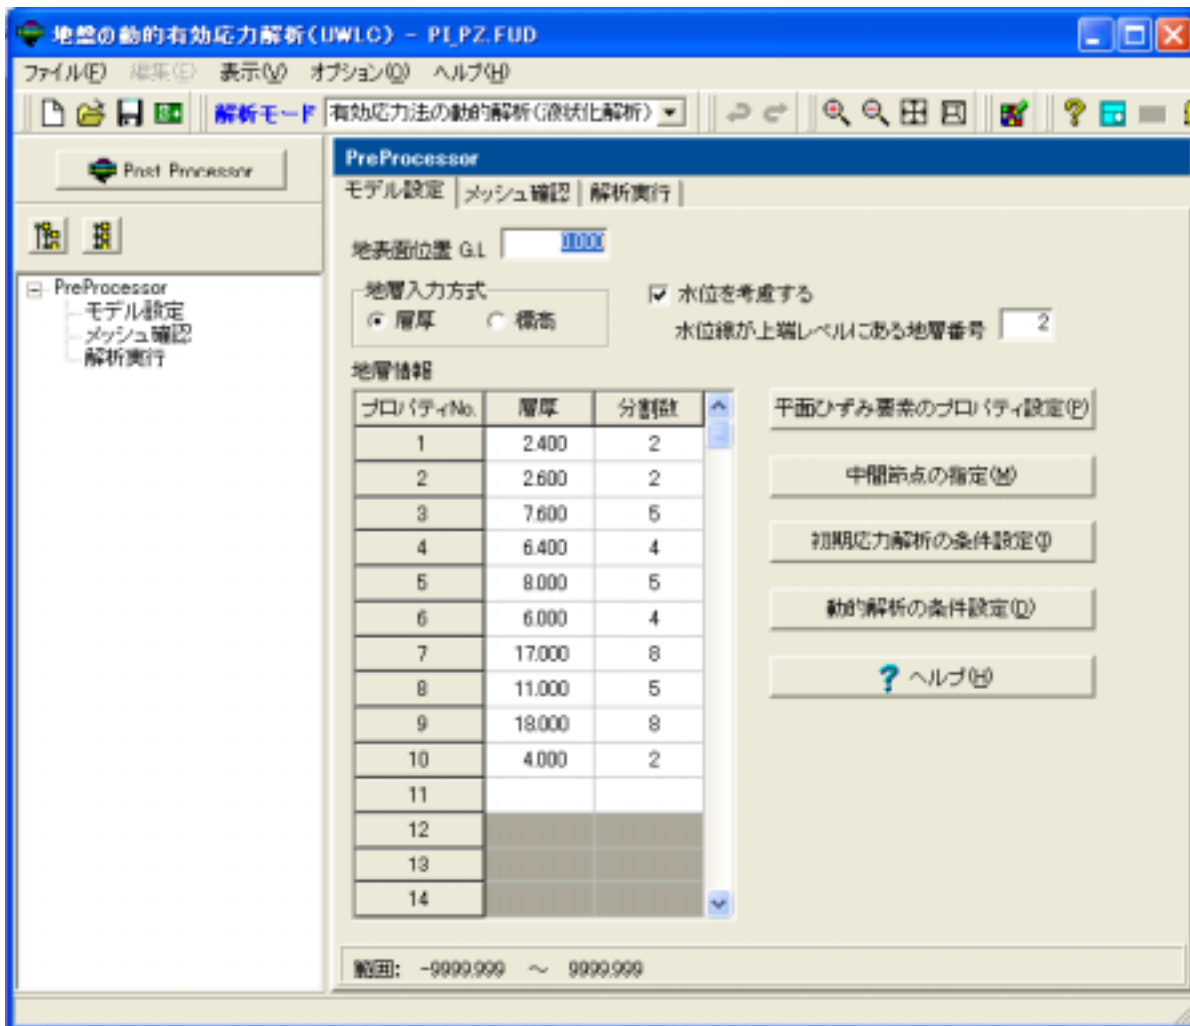 地盤の動的有効応力解析(UWLC) - PI_PZ.FUD
ファイル(F) 編集(E) 表示(V) オプション(O) ヘルプ(H)
解析モード 有効応力法の動的解析(液状化解析)
Post Processor
PreProcessor
モデル設定 メッシュ確認 解析実行
地表面位置 G.L 0.000
地層入力方式
層厚 標高
水位を考慮する
水位線が上端レベルにある地層番号 2
PreProcessor
モデル設定
メッシュ確認
解析実行
地層情報
プロパティNo. 層厚 分割数
1 2.400 2
2 2.600 2
3 7.600 5
4 6.400 4
5 8.000 5
6 6.000 4
7 17.000 8
8 11.000 5
9 18.000 8
10 4.000 2
11
12
13
14
平面ひずみ要素のプロパティ設定(P)
中間節点の指定(M)
初期応力解析の条件設定(I)
動的解析の条件設定(D)
? ヘルプ(H)
範囲: -9999.999 ～ 9999.999